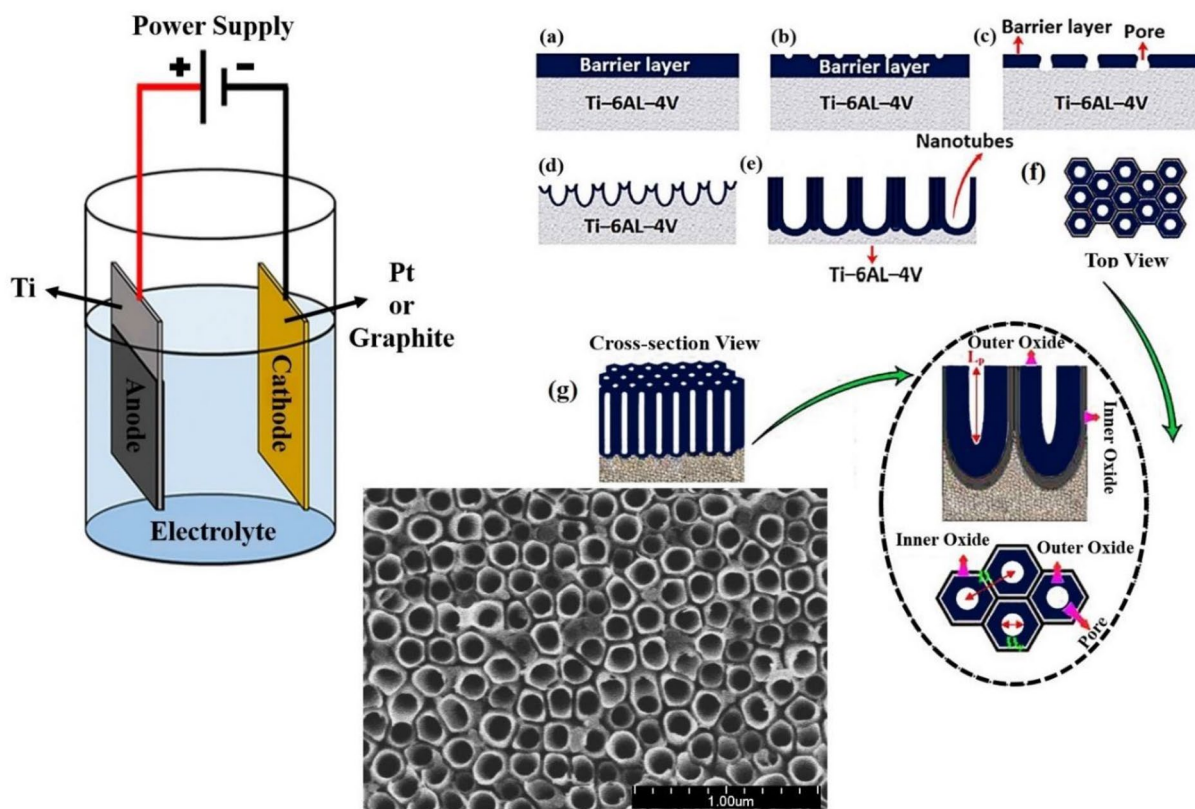 Power Supply
+
-
Ti
Pt
or
Graphite
Anode
Cathode
Electrolyte
(a)
Barrier layer
Ti–6AL–4V
(b)
Barrier layer
Ti–6AL–4V
(c)
Barrier layer
Pore
Ti–6AL–4V
(d)
Ti–6AL–4V
(e)
Nanotubes
Ti–6AL–4V
(f)
Top View
Cross-section View
(g)
Outer Oxide
Inner Oxide
Inner Oxide
Outer Oxide
Pore
1.00um